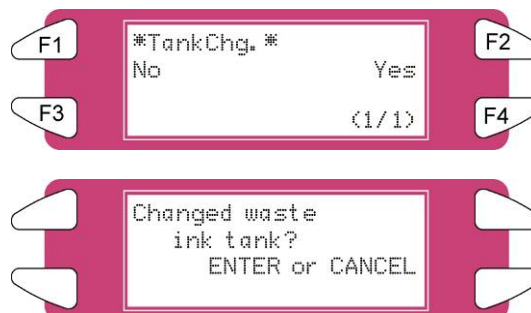 F1
F2
*TankChg.*
No Yes
F3
F4
(1/1)
Changed waste
ink tank?
ENTER or CANCEL